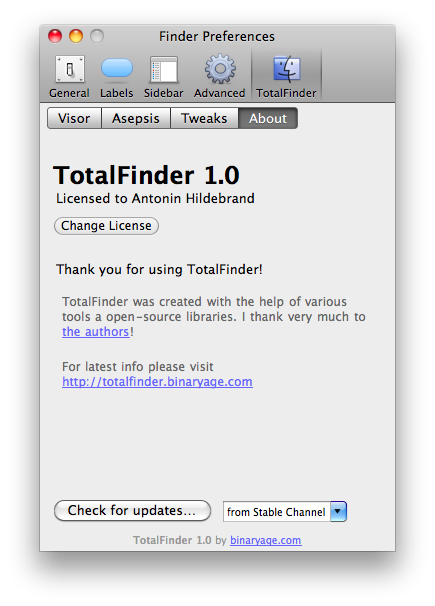 Finder Preferences
General Labels Sidebar Advanced TotalFinder
Visor Asepsis Tweaks About
TotalFinder 1.0
Licensed to Antonin Hildebrand
Change License
Thank you for using TotalFinder!
TotalFinder was created with the help of various
tools a open-source libraries. I thank very much to
the authors!
For latest info please visit
http://totalfinder.binaryage.com
Check for updates... from Stable Channel
TotalFinder 1.0 by binaryage.com